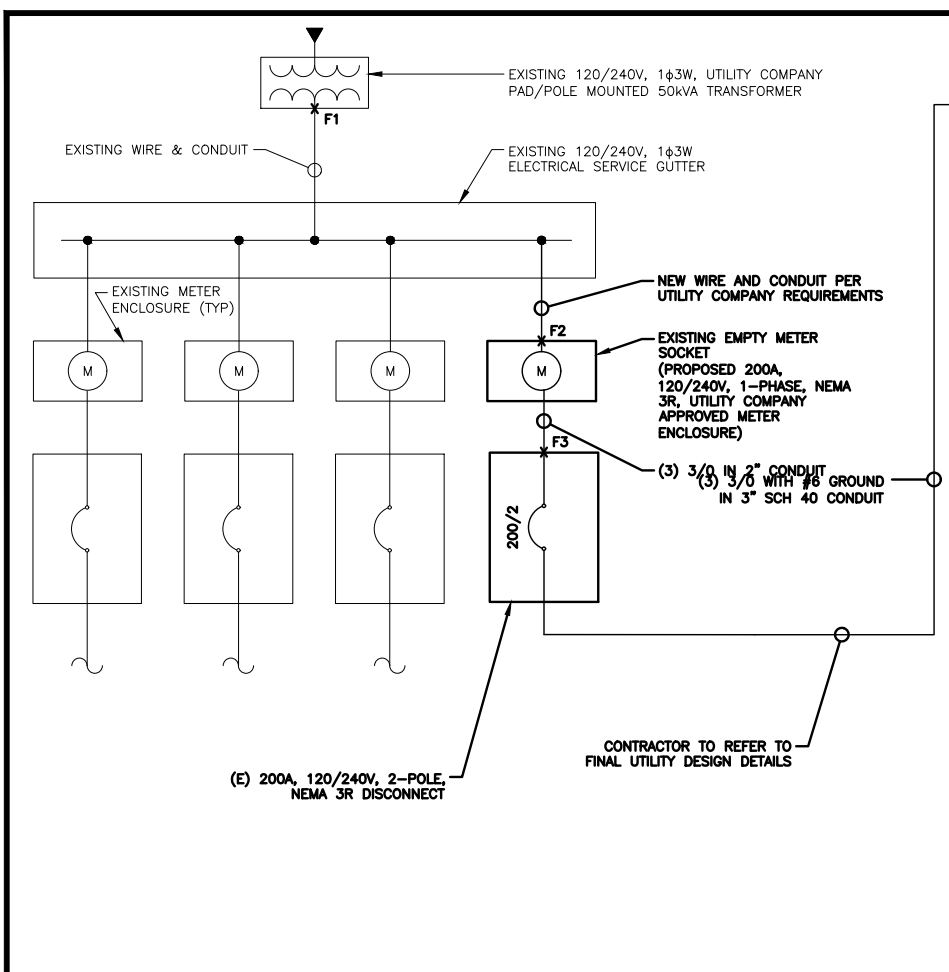 EXISTING 120/240V, 1ϕ3W, UTILITY COMPANY
PAD/POLE MOUNTED 50kVA TRANSFORMER
F1
EXISTING WIRE & CONDUIT
EXISTING 120/240V, 1ϕ3W
ELECTRICAL SERVICE GUTTER
EXISTING METER
ENCLOSURE (TYP)
NEW WIRE AND CONDUIT PER
UTILITY COMPANY REQUIREMENTS
F2
EXISTING EMPTY METER
SOCKET
(PROPOSED 200A,
120/240V, 1-PHASE, NEMA
3R, UTILITY COMPANY
APPROVED METER
ENCLOSURE)
M
M
M
M
F3
(3) 3/0 IN 2" CONDUIT
(3) 3/0 WITH #6 GROUND
IN 3" SCH 40 CONDUIT
200/2
CONTRACTOR TO REFER TO
FINAL UTILITY DESIGN DETAILS
(E) 200A, 120/240V, 2-POLE,
NEMA 3R DISCONNECT